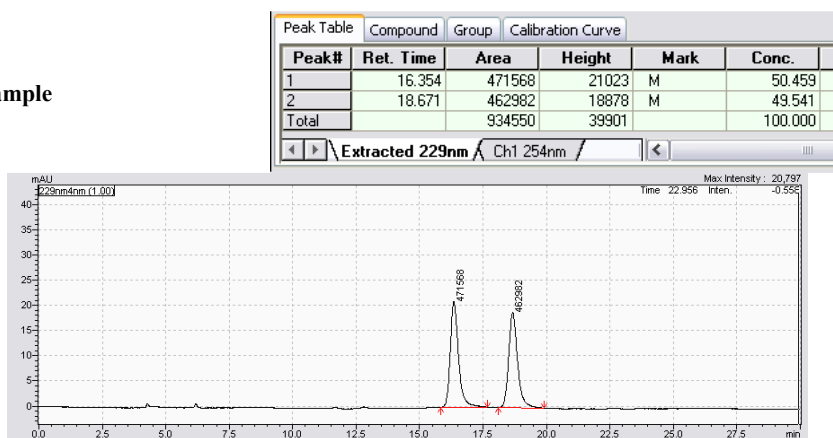 Peak Table Compound Group Calibration Curve
Peak# Ret. Time Area Height Mark Conc.
1 16.354 471568 21023 M 50.459
2 18.671 462982 18878 M 49.541
Total 934550 39901 100.000
Extracted 229nm Ch1 254nm
mAU
229nm4nm (1.00)
Max Intensity : 20,797
Time 22.956 Inten.
40
35
30
25
20
15
10
5
0
471568
462982
0.0 2.5 5.0 7.5 10.0 12.5 15.0 17.5 20.0 22.5 25.0 27.5 min